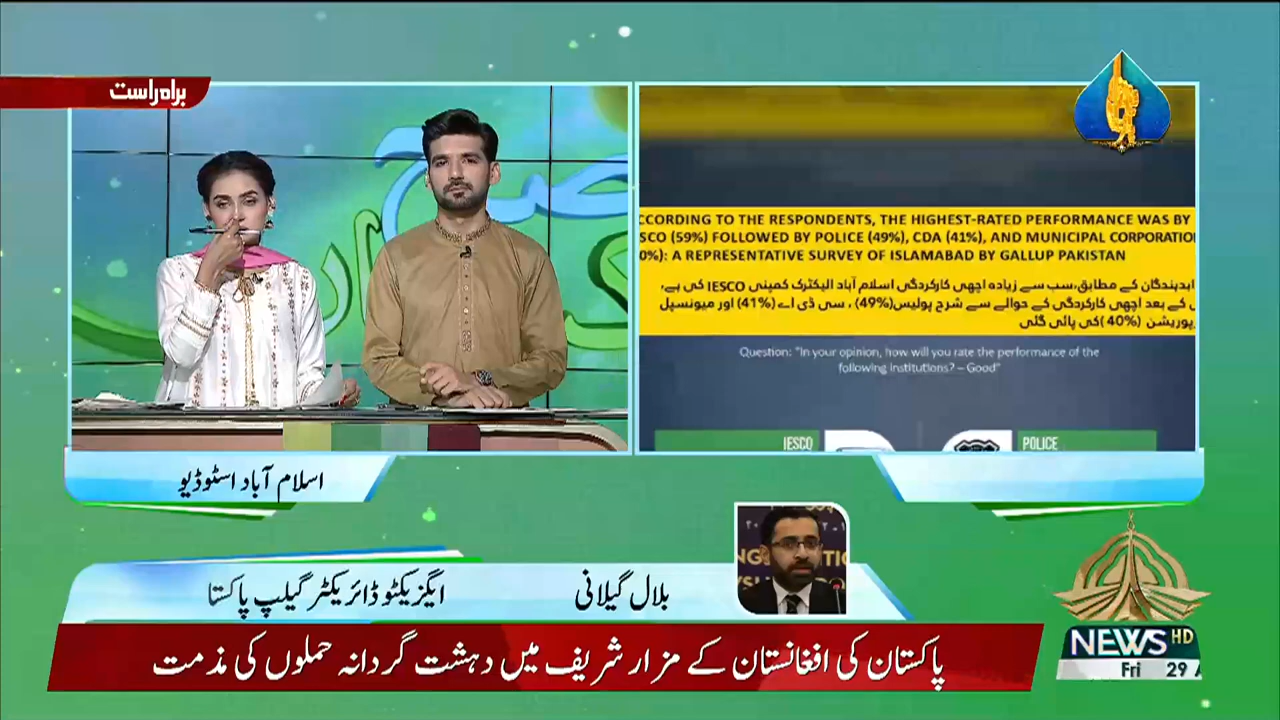 براہ راست
صبح
CCORDING TO THE RESPONDENTS, THE HIGHEST-RATED PERFORMANCE WAS BY
SCO (59%) FOLLOWED BY POLICE (49%), CDA (41%), AND MUNICIPAL CORPORATIO
0%): A REPRESENTATIVE SURVEY OF ISLAMABAD BY GALLUP PAKISTAN
ابدہندگان کے مطابق،سب سے زیادہ اچھی کارکردگی اسلام آباد الیکٹرک کمپنی IESCO کی ہے،
کے بعد اچھی کارکردگی کے حوالے سے شرح پولیس(49%) ، سی ڈی اے(41%) اور میونسپل
رپوریشن (40%)کی پائی گئی
Question: "In your opinion, how will you rate the performance of the
following institutions? – Good"
IESCO
POLICE
اسلام آباد اسٹوڈیو
بلال گیلانی
ایگزیکٹو ڈائریکٹر گیلپ پاکستا
پاکستان کی افغانستان کے مزار شریف میں دہشت گردانہ حملوں کی مذمت
NEWS HD
Fri 29